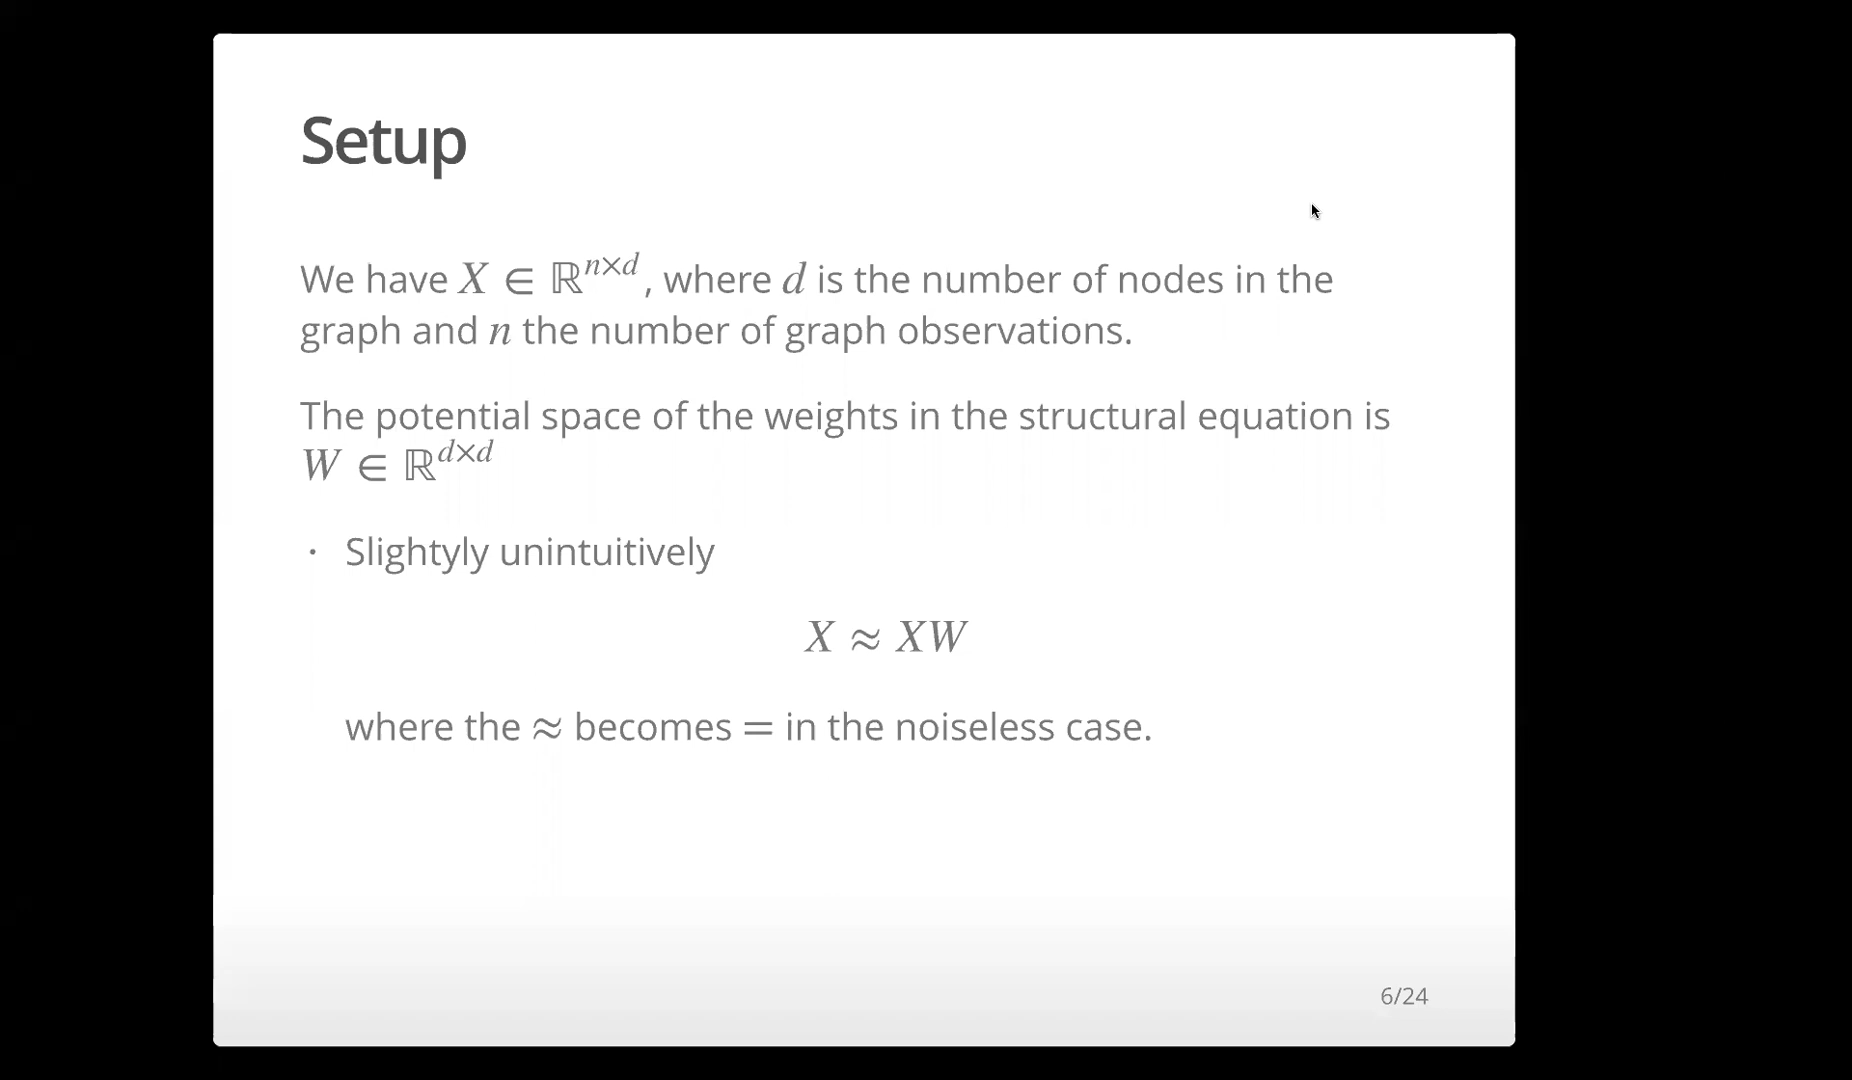 Setup
We have X ∈ ℝ^{n×d}, where d is the number of nodes in the
graph and n the number of graph observations.
The potential space of the weights in the structural equation is
W ∈ ℝ^{d×d}
· Slightyly unintuitively
X ≈ XW
where the ≈ becomes = in the noiseless case.
6/24